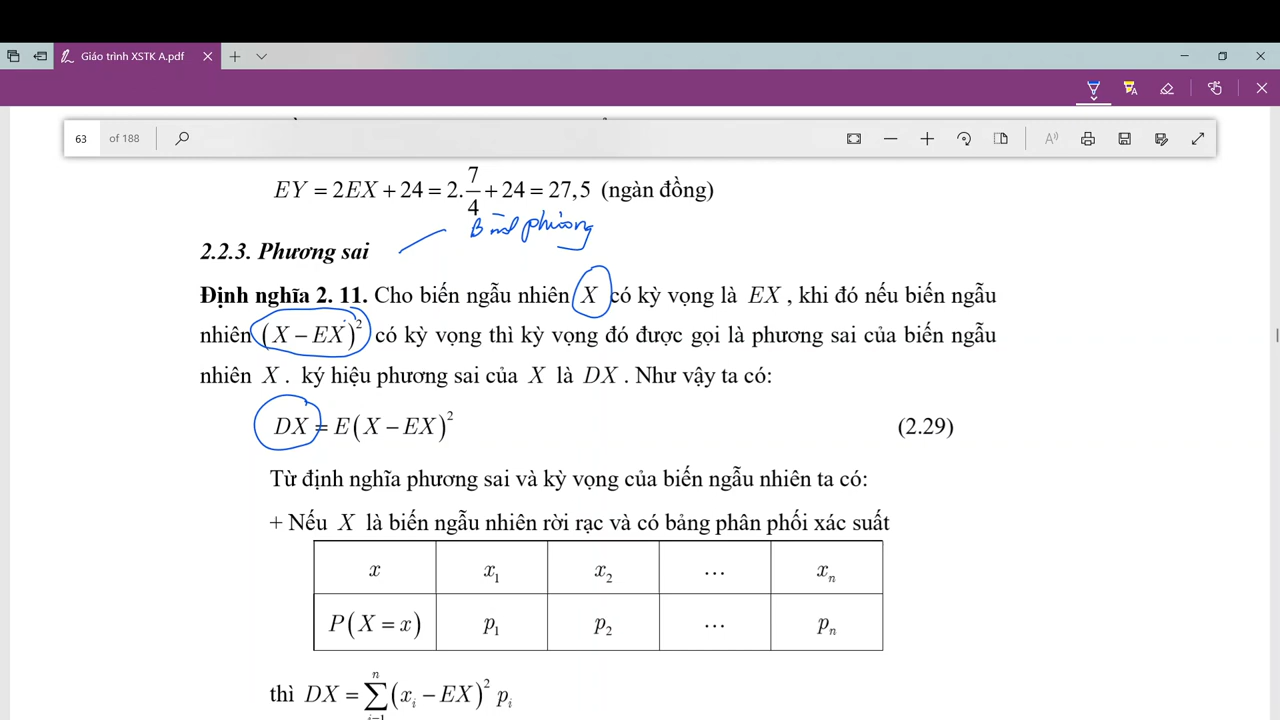 Giáo trình XSTK A.pdf
63 of 188
EY = 2EX + 24 = 2.7/4 + 24 = 27,5 (ngàn đồng)
phương
2.2.3. Phương sai
Định nghĩa 2. 11. Cho biến ngẫu nhiên X có kỳ vọng là EX , khi đó nếu biến ngẫu
nhiên (X − EX)² có kỳ vọng thì kỳ vọng đó được gọi là phương sai của biến ngẫu
nhiên X . ký hiệu phương sai của X là DX . Như vậy ta có:
DX = E(X − EX)² (2.29)
Từ định nghĩa phương sai và kỳ vọng của biến ngẫu nhiên ta có:
+ Nếu X là biến ngẫu nhiên rời rạc và có bảng phân phối xác suất
x x₁ x₂ ⋯ xₙ
P(X = x) p₁ p₂ ⋯ pₙ
thì DX = ∑ⁿᵢ₌₁ (xᵢ − EX)² pᵢ